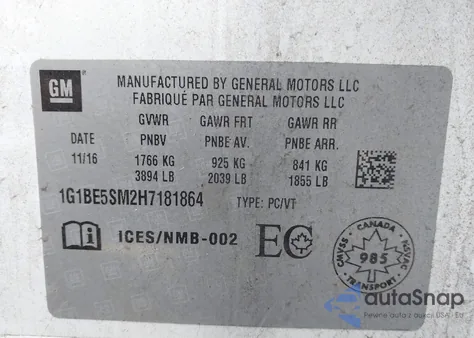 GM
MANUFACTURED BY GENERAL MOTORS LLC
FABRIQUÉ PAR GENERAL MOTORS LLC
GVWR GAWR FRT GAWR RR
DATE PNBV PNBE AV. PNBE ARR.
11/16 1766 KG 925 KG 841 KG
3894 LB 2039 LB 1855 LB
1G1BE5SM2H7181864 TYPE: PC/VT
i ICES/NMB-002 EC CMVSS - CANADA - NSVAC
985
TRANSPORT
autoSnap